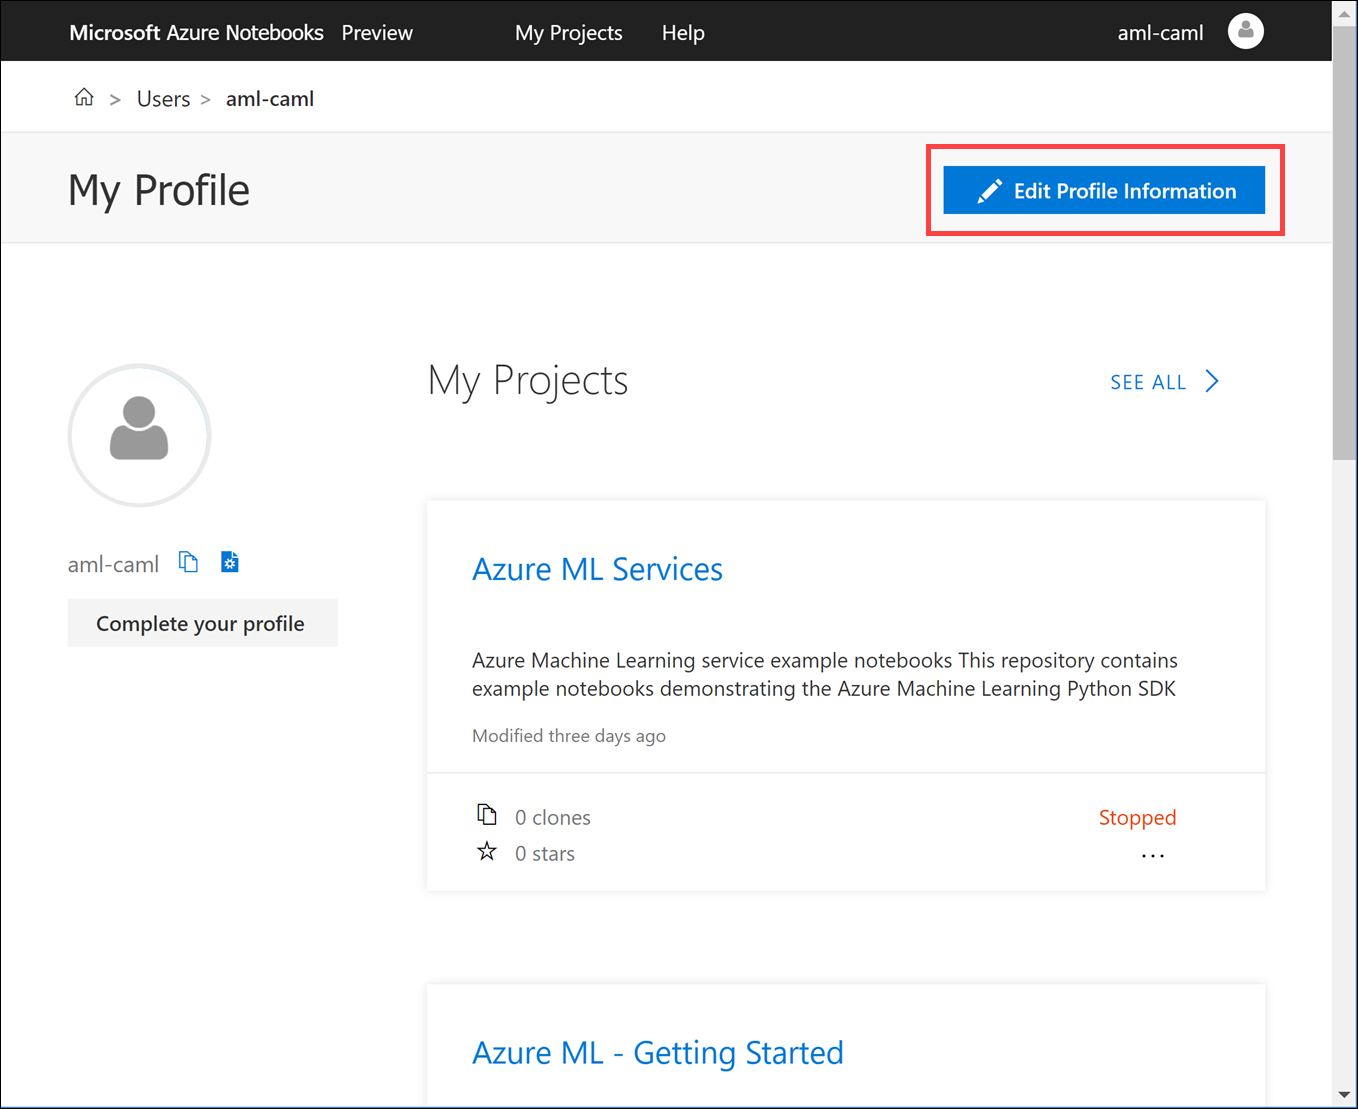 Microsoft Azure Notebooks Preview My Projects Help aml-caml
> Users > aml-caml
My Profile
Edit Profile Information
My Projects
SEE ALL
aml-caml
Complete your profile
Azure ML Services
Azure Machine Learning service example notebooks This repository contains
example notebooks demonstrating the Azure Machine Learning Python SDK
Modified three days ago
0 clones
Stopped
0 stars
...
Azure ML - Getting Started